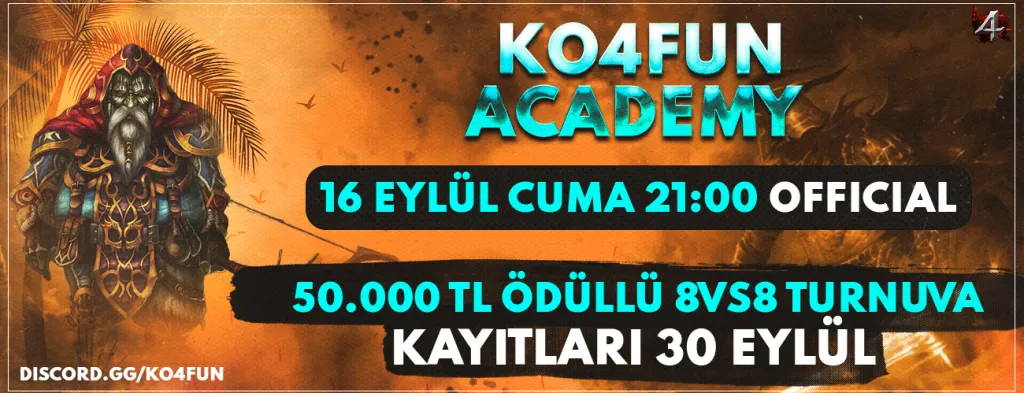 KO4FUN
ACADEMY
4
16 EYLÜL CUMA 21:00 OFFICIAL
50.000 TL ÖDÜLLÜ 8VS8 TURNUVA
KAYITLARI 30 EYLÜL
DISCORD.GG/KO4FUN